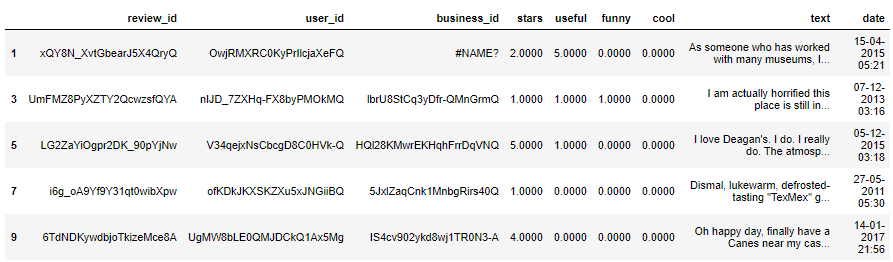 review_id user_id business_id stars useful funny cool text date
1 xQY8N_XvtGbearJ5X4QryQ OwjRMXRC0KyPrIlcjaXeFQ #NAME? 2.0000 5.0000 0.0000 0.0000 As someone who has worked with many museums, I... 15-04-2015 05:21
3 UmFMZ8PyXZTY2QcwzsfQYA nIJD_7ZXHq-FX8byPMOkMQ lbrU8StCq3yDfr-QMnGrmQ 1.0000 1.0000 1.0000 0.0000 I am actually horrified this place is still in... 07-12-2013 03:16
5 LG2ZaYiOgpr2DK_90pYjNw V34qejxNsCbcgD8C0HVk-Q HQl28KMwrEKHqhFrrDqVNQ 5.0000 1.0000 0.0000 0.0000 I love Deagan's. I do. I really do. The atmosp... 05-12-2015 03:18
7 i6g_oA9Yf9Y31qt0wibXpw ofKDkJKXSKZXu5xJNGiiBQ 5JxlZaqCnk1MnbgRirs40Q 1.0000 0.0000 0.0000 0.0000 Dismal, lukewarm, defrosted-tasting "TexMex" g... 27-05-2011 05:30
9 6TdNDKywdbjoTkizeMce8A UgMW8bLE0QMJDCkQ1Ax5Mg IS4cv902ykd8wj1TR0N3-A 4.0000 0.0000 0.0000 0.0000 Oh happy day, finally have a Canes near my cas... 14-01-2017 21:56